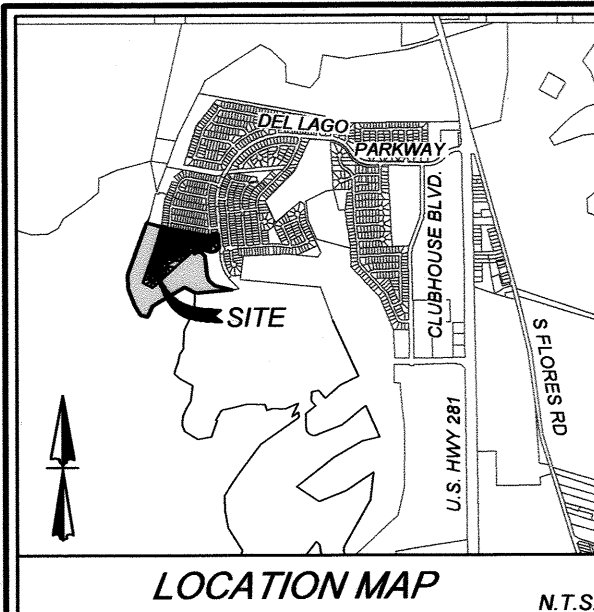 DEL LAGO
PARKWAY
CLUBHOUSE BLVD.
SITE
S FLORES RD
U.S. HWY 281
LOCATION MAP
N.T.S.